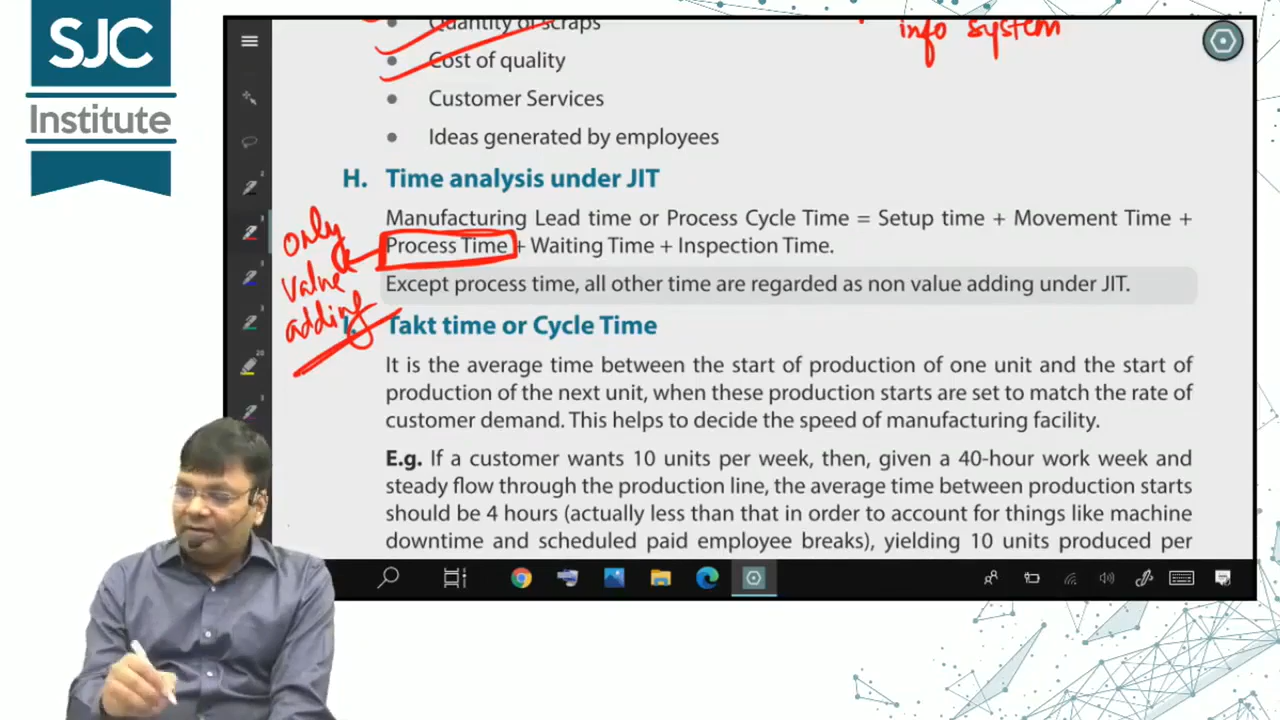 SJC
Institute
Quantity of scraps
info system
Cost of quality
Customer Services
Ideas generated by employees
H. Time analysis under JIT
Manufacturing Lead time or Process Cycle Time = Setup time + Movement Time +
Process Time + Waiting Time + Inspection Time.
only
value
adding
Except process time, all other time are regarded as non value adding under JIT.
I. Takt time or Cycle Time
It is the average time between the start of production of one unit and the start of
production of the next unit, when these production starts are set to match the rate of
customer demand. This helps to decide the speed of manufacturing facility.
E.g. If a customer wants 10 units per week, then, given a 40-hour work week and
steady flow through the production line, the average time between production starts
should be 4 hours (actually less than that in order to account for things like machine
downtime and scheduled paid employee breaks), yielding 10 units produced per